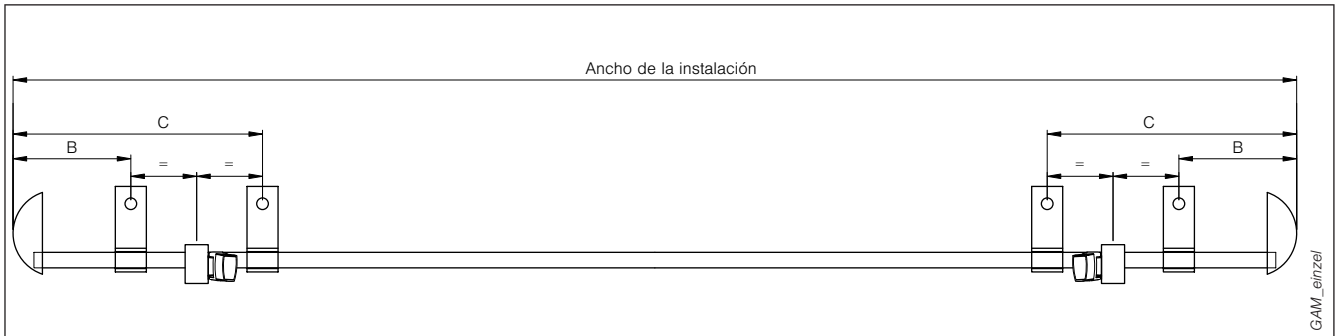 Ancho de la instalación
C
C
B
=
=
=
=
B
GAM_einzel